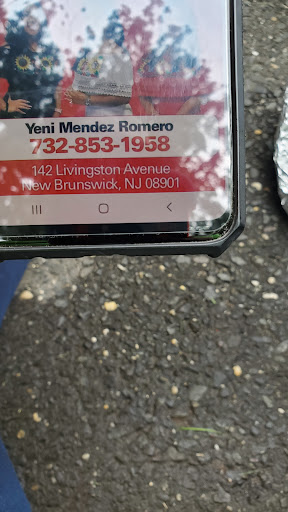 Yeni Mendez Romero
732-853-1958
142 Livingston Avenue
New Brunswick, NJ 08901